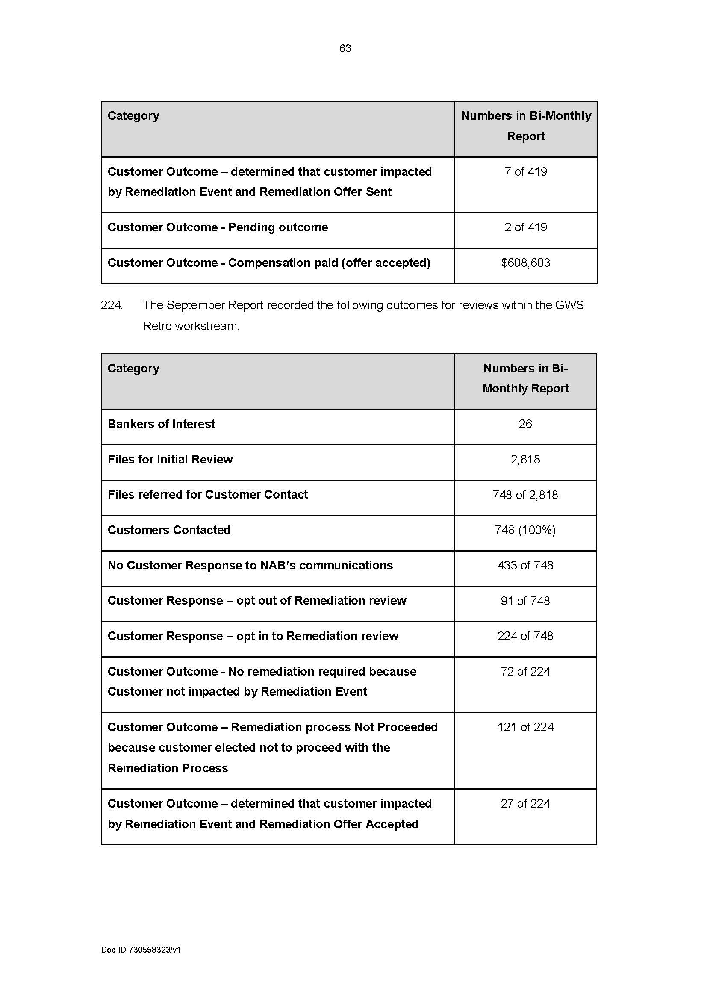 63
Category
Numbers in Bi-Monthly
Report
Customer Outcome – determined that customer impacted
by Remediation Event and Remediation Offer Sent
7 of 419
Customer Outcome - Pending outcome
2 of 419
Customer Outcome - Compensation paid (offer accepted)
$608,603
224. The September Report recorded the following outcomes for reviews within the GWS
Retro workstream:
Category
Numbers in Bi-
Monthly Report
Bankers of Interest
26
Files for Initial Review
2,818
Files referred for Customer Contact
748 of 2,818
Customers Contacted
748 (100%)
No Customer Response to NAB’s communications
433 of 748
Customer Response – opt out of Remediation review
91 of 748
Customer Response – opt in to Remediation review
224 of 748
Customer Outcome - No remediation required because
Customer not impacted by Remediation Event
72 of 224
Customer Outcome – Remediation process Not Proceeded
because customer elected not to proceed with the
Remediation Process
121 of 224
Customer Outcome – determined that customer impacted
by Remediation Event and Remediation Offer Accepted
27 of 224
Doc ID 730558323/v1